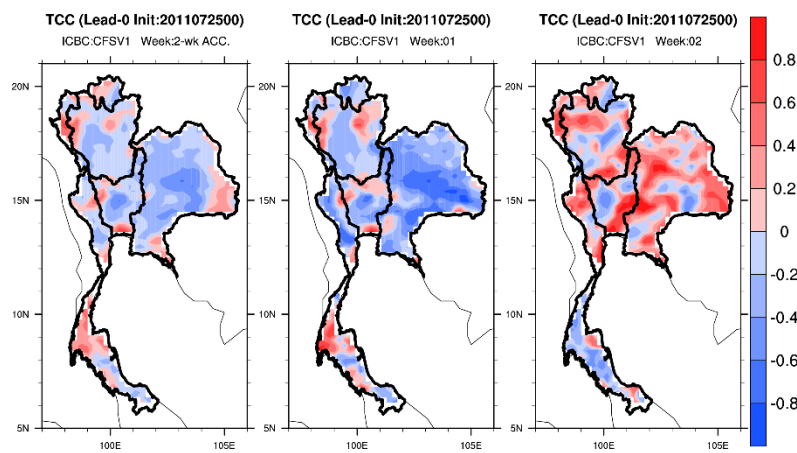 TCC (Lead-0 Init:2011072500)
ICBC:CFSV1 Week:2-wk ACC.
TCC (Lead-0 Init:2011072500)
ICBC:CFSV1 Week:01
TCC (Lead-0 Init:2011072500)
ICBC:CFSV1 Week:02
20N
15N
10N
5N
100E
105E
20N
15N
10N
5N
100E
105E
20N
15N
10N
5N
100E
105E
0.8
0.6
0.4
0.2
0
-0.2
-0.4
-0.6
-0.8